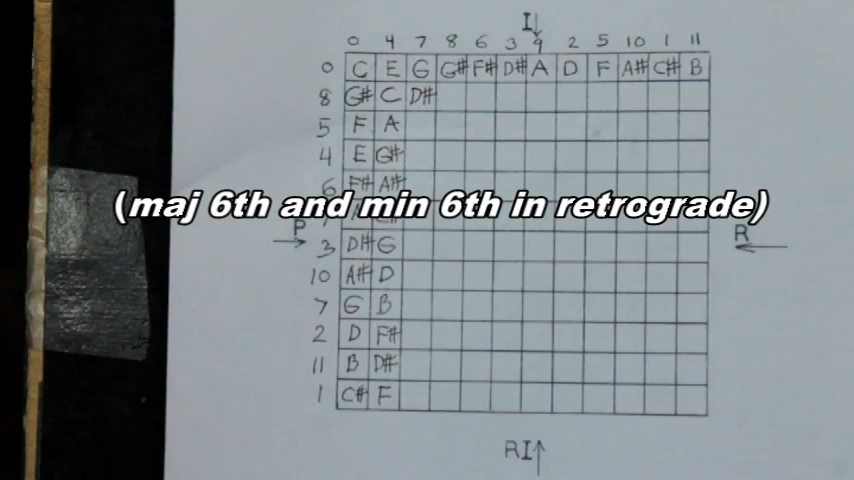 I↓
0 4 7 8 6 3 9 2 5 10 1 11
0 C E G G# F# D# A D F A# C# B
8 G# C D#
5 F A
4 E G#
6 F# A#
(maj 6th and min 6th in retrograde)
P → R ←
3 D# G
10 A# D
7 G B
2 D F#
11 B D#
1 C# F
RI↑